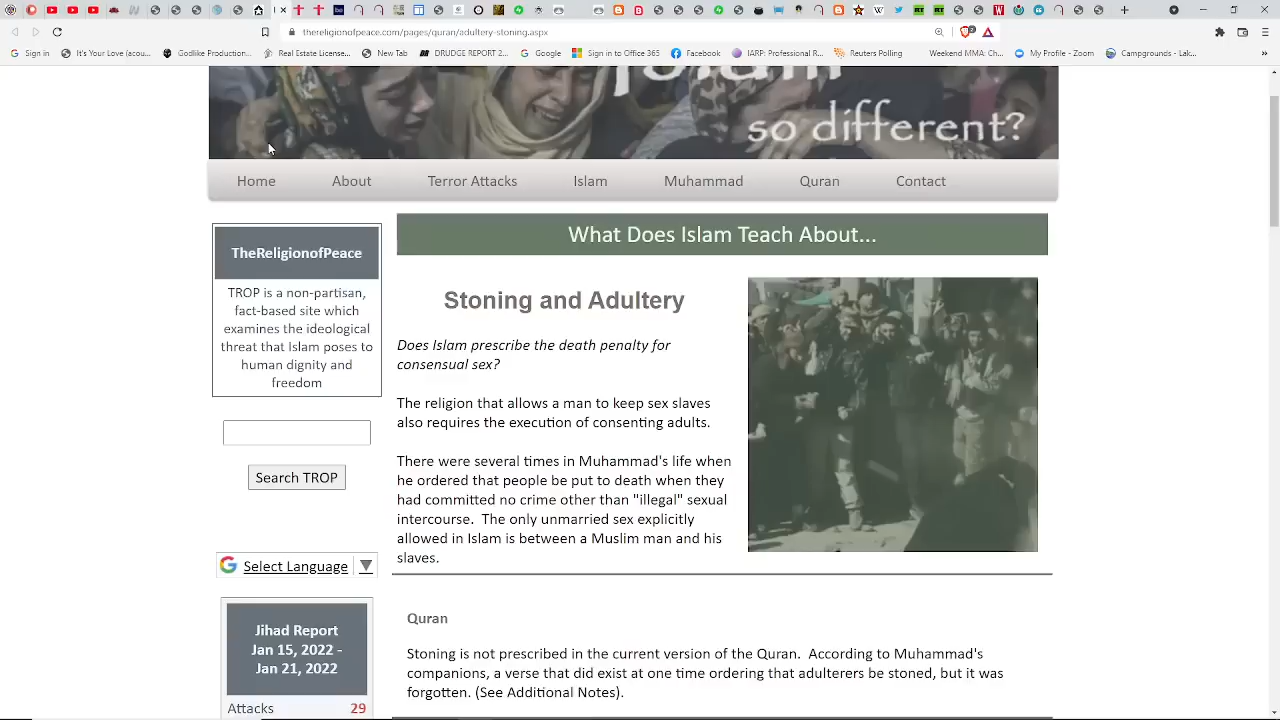 thereligionofpeace.com/pages/quran/adultery-stoning.aspx
Sign in
It's Your Love (acou...
Godlike Production...
Real Estate License...
New Tab
DRUDGE REPORT 2...
Google
Sign in to Office 365
Facebook
IARP: Professional R...
Reuters Polling
Weekend MMA: Ch...
My Profile - Zoom
Campgrounds - Lak...
so different?
Home
About
Terror Attacks
Islam
Muhammad
Quran
Contact
TheReligionofPeace
TROP is a non-partisan,
fact-based site which
examines the ideological
threat that Islam poses to
human dignity and
freedom
Search TROP
Select Language
Jihad Report
Jan 15, 2022 -
Jan 21, 2022
Attacks 29
What Does Islam Teach About...
Stoning and Adultery
Does Islam prescribe the death penalty for
consensual sex?
The religion that allows a man to keep sex slaves
also requires the execution of consenting adults.
There were several times in Muhammad's life when
he ordered that people be put to death when they
had committed no crime other than "illegal" sexual
intercourse. The only unmarried sex explicitly
allowed in Islam is between a Muslim man and his
slaves.
Quran
Stoning is not prescribed in the current version of the Quran. According to Muhammad's
companions, a verse that did exist at one time ordering that adulterers be stoned, but it was
forgotten. (See Additional Notes).